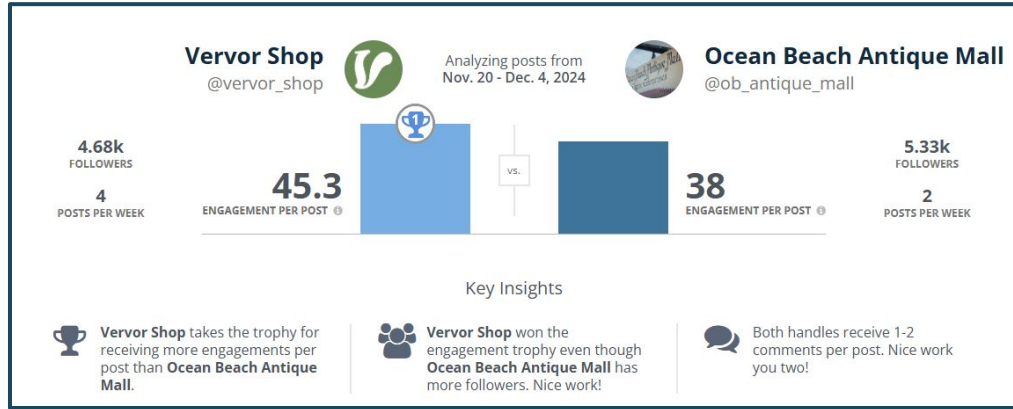 Vervor Shop
@vervor_shop
Analyzing posts from
Nov. 20 - Dec. 4, 2024
Ocean Beach Antique Mall
@ob_antique_mall
4.68k
FOLLOWERS
4
POSTS PER WEEK
45.3
ENGAGEMENT PER POST
1
vs.
38
ENGAGEMENT PER POST
5.33k
FOLLOWERS
2
POSTS PER WEEK
Key Insights
Vervor Shop takes the trophy for
receiving more engagements per
post than Ocean Beach Antique
Mall.
Vervor Shop won the
engagement trophy even though
Ocean Beach Antique Mall has
more followers. Nice work!
Both handles receive 1-2
comments per post. Nice work
you two!